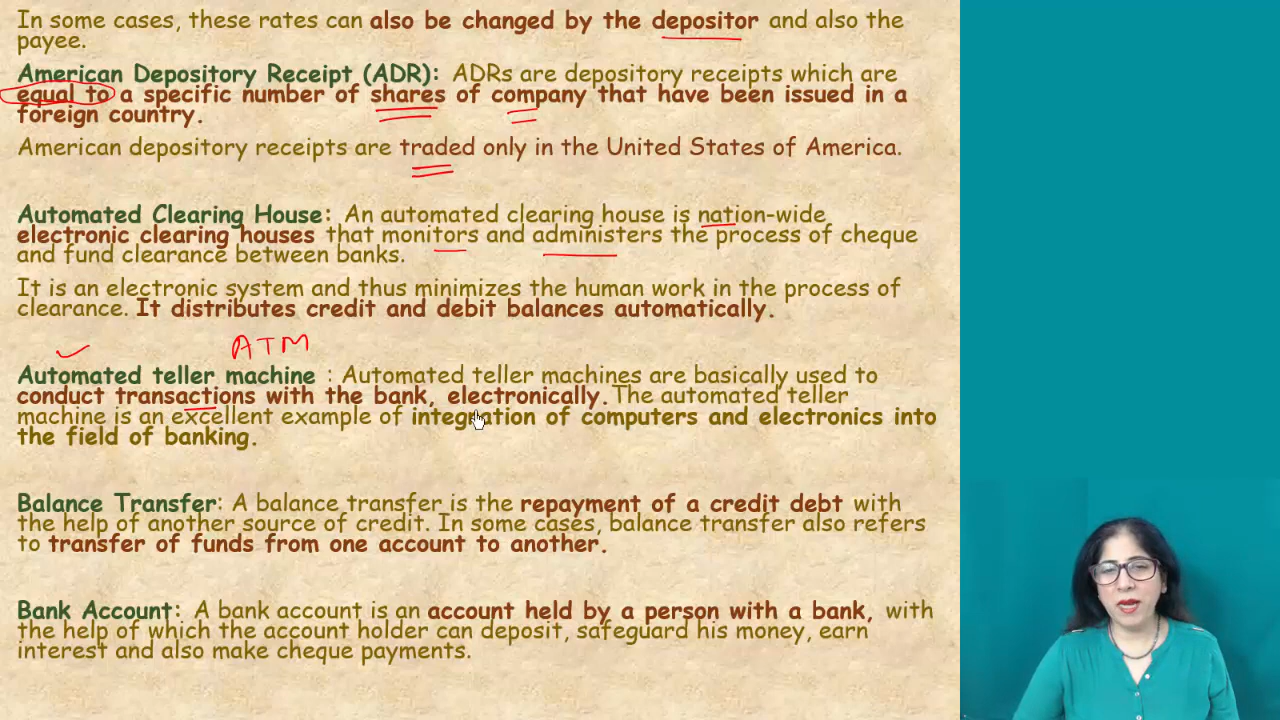 In some cases, these rates can also be changed by the depositor and also the
payee.
American Depository Receipt (ADR): ADRs are depository receipts which are
equal to a specific number of shares of company that have been issued in a
foreign country.
American depository receipts are traded only in the United States of America.
Automated Clearing House: An automated clearing house is nation-wide
electronic clearing houses that monitors and administers the process of cheque
and fund clearance between banks.
It is an electronic system and thus minimizes the human work in the process of
clearance. It distributes credit and debit balances automatically.
ATM
Automated teller machine : Automated teller machines are basically used to
conduct transactions with the bank, electronically.The automated teller
machine is an excellent example of integration of computers and electronics into
the field of banking.
Balance Transfer: A balance transfer is the repayment of a credit debt with
the help of another source of credit. In some cases, balance transfer also refers
to transfer of funds from one account to another.
Bank Account: A bank account is an account held by a person with a bank, with
the help of which the account holder can deposit, safeguard his money, earn
interest and also make cheque payments.